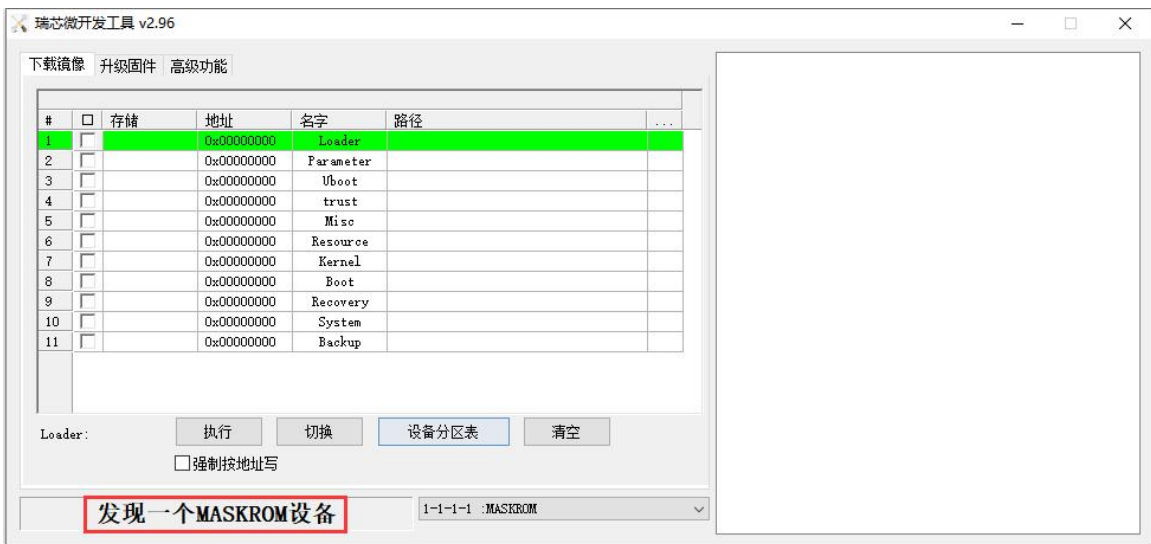 瑞芯微开发工具 v2.96
下载镜像 升级固件 高级功能
# 存储 地址 名字 路径 ...
1 0x00000000 Loader
2 0x00000000 Parameter
3 0x00000000 Uboot
4 0x00000000 trust
5 0x00000000 Misc
6 0x00000000 Resource
7 0x00000000 Kernel
8 0x00000000 Boot
9 0x00000000 Recovery
10 0x00000000 System
11 0x00000000 Backup
Loader: 执行 切换 设备分区表 清空
强制按地址写
发现一个MASKROM设备 1-1-1-1 :MASKROM